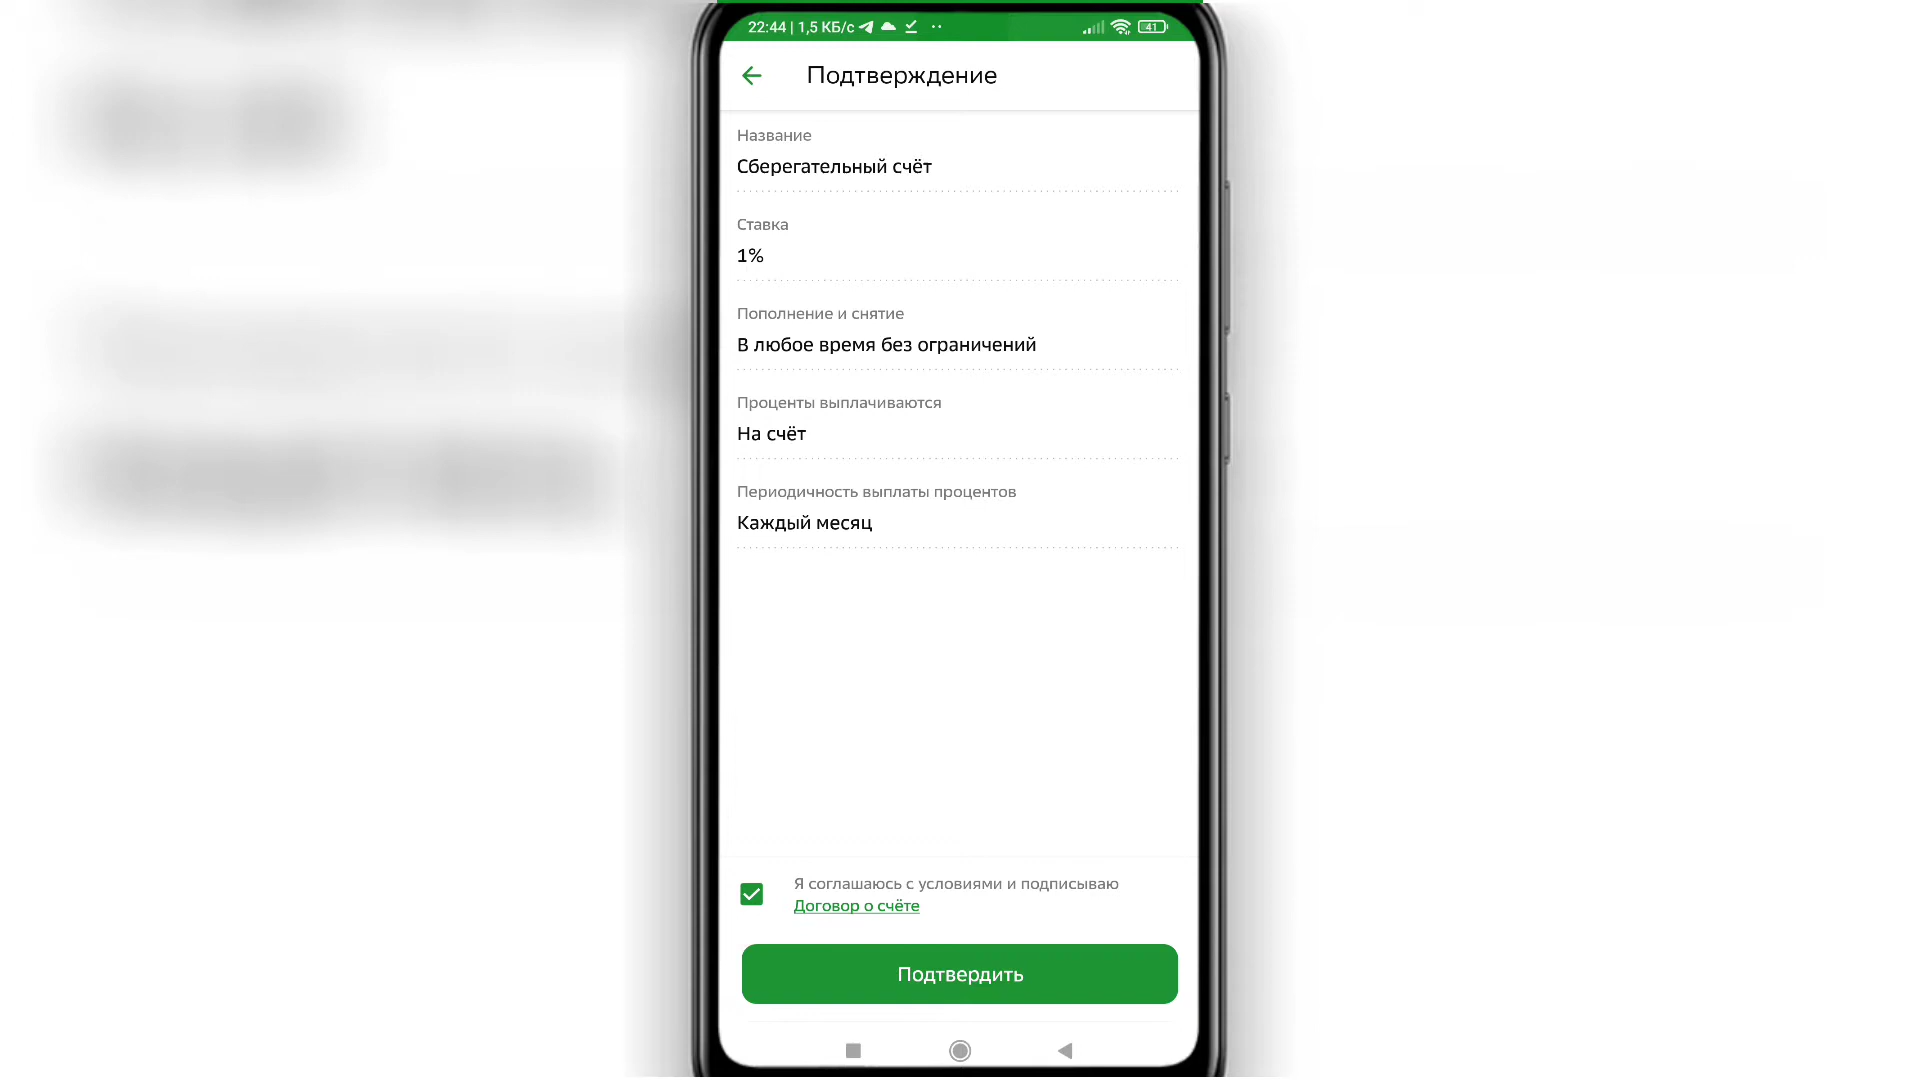 22:44 | 1,5 КБ/с
41
Подтверждение
Название
Сберегательный счёт
Ставка
1%
Пополнение и снятие
В любое время без ограничений
Проценты выплачиваются
На счёт
Периодичность выплаты процентов
Каждый месяц
Я соглашаюсь с условиями и подписываю
Договор о счёте
Подтвердить